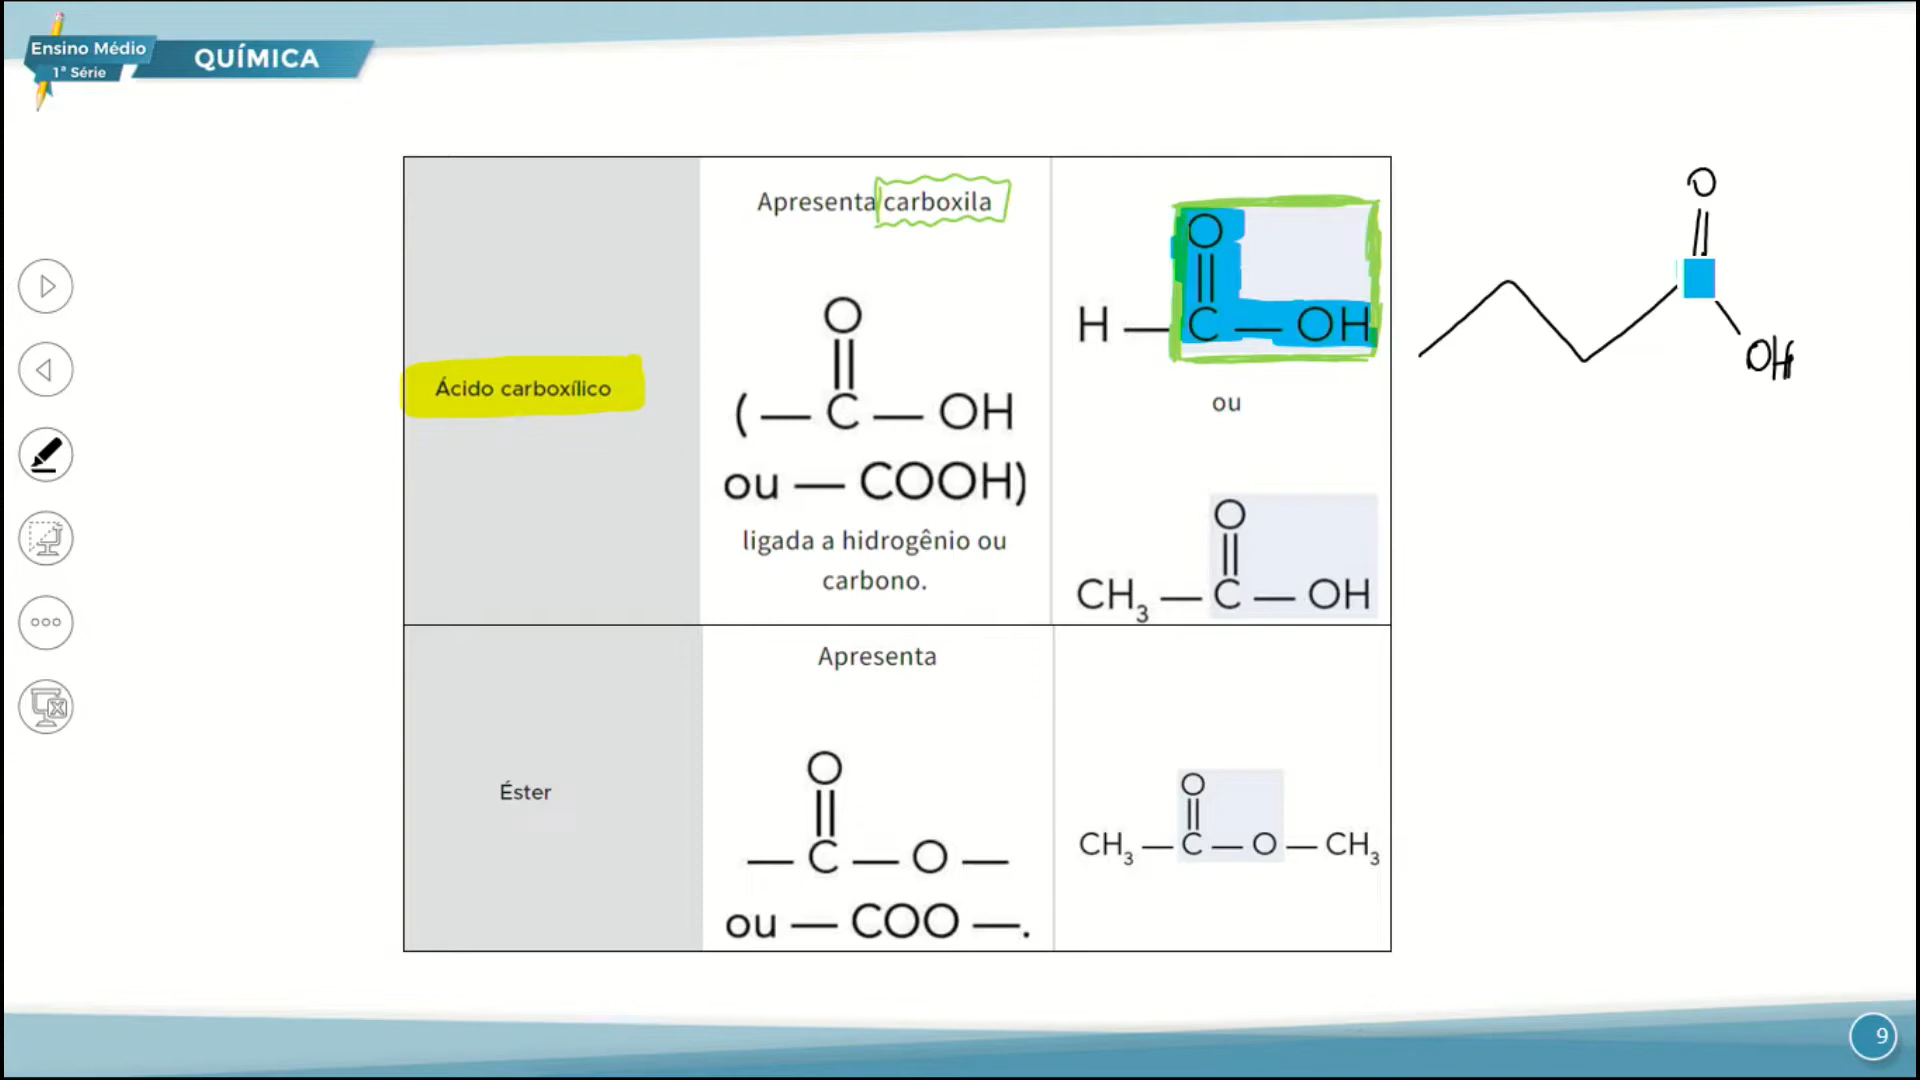 Ensino Médio
1ª Série
QUÍMICA
Ácido carboxílico
Apresenta carboxila
O
( — C — OH
ou — COOH)
ligada a hidrogênio ou
carbono.
O
H — C — OH
ou
O
CH₃ — C — OH
O
OH
Éster
Apresenta
O
— C — O —
ou — COO —.
O
CH₃ — C — O — CH₃
9